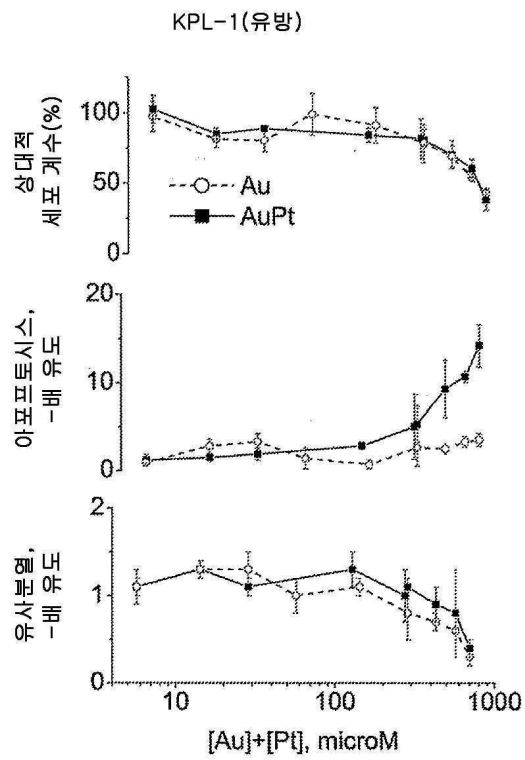 KPL-1(유방)
상대적
세포 계수(%)
100
50
0
Au
AuPt
아포프토시스,
-배 유도
20
10
0
유사분열,
-배 유도
2
1
0
10
100
1000
[Au]+[Pt], microM